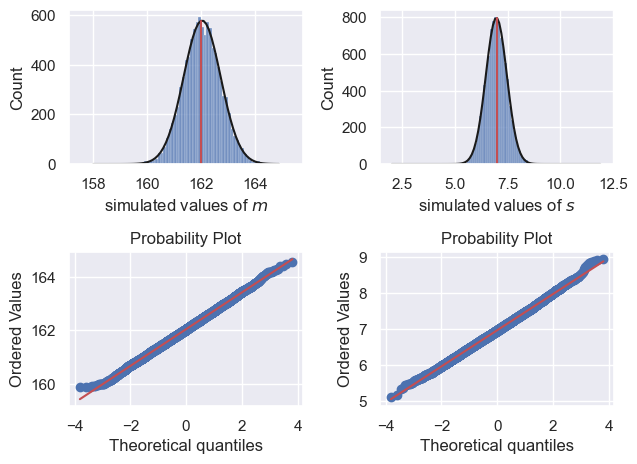 600
400
200
0
Count
158 160 162 164
simulated values of m
800
600
400
200
0
Count
2.5 5.0 7.5 10.0 12.5
simulated values of s
Probability Plot
164
162
160
Ordered Values
−4 −2 0 2 4
Theoretical quantiles
Probability Plot
9
8
7
6
5
Ordered Values
−4 −2 0 2 4
Theoretical quantiles